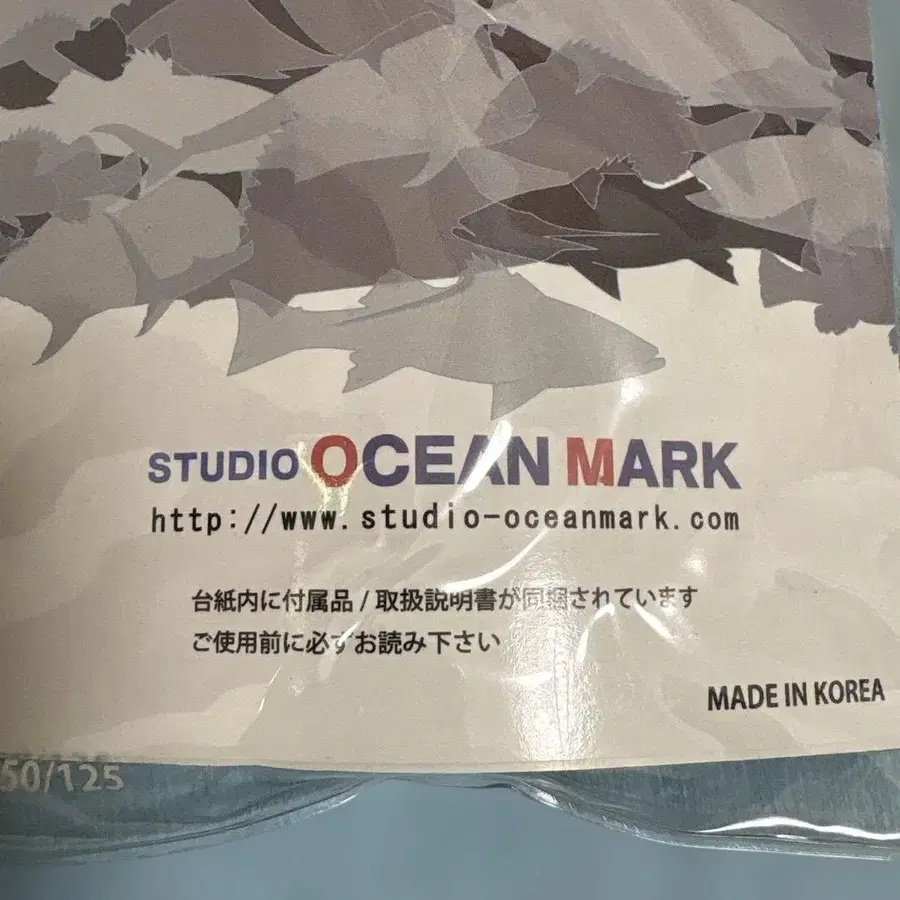 STUDIO OCEAN MARK
http://www.studio-oceanmark.com
台紙内に付属品/取扱説明書が同梱されています
ご使用前に必ずお読み下さい
MADE IN KOREA
50/125